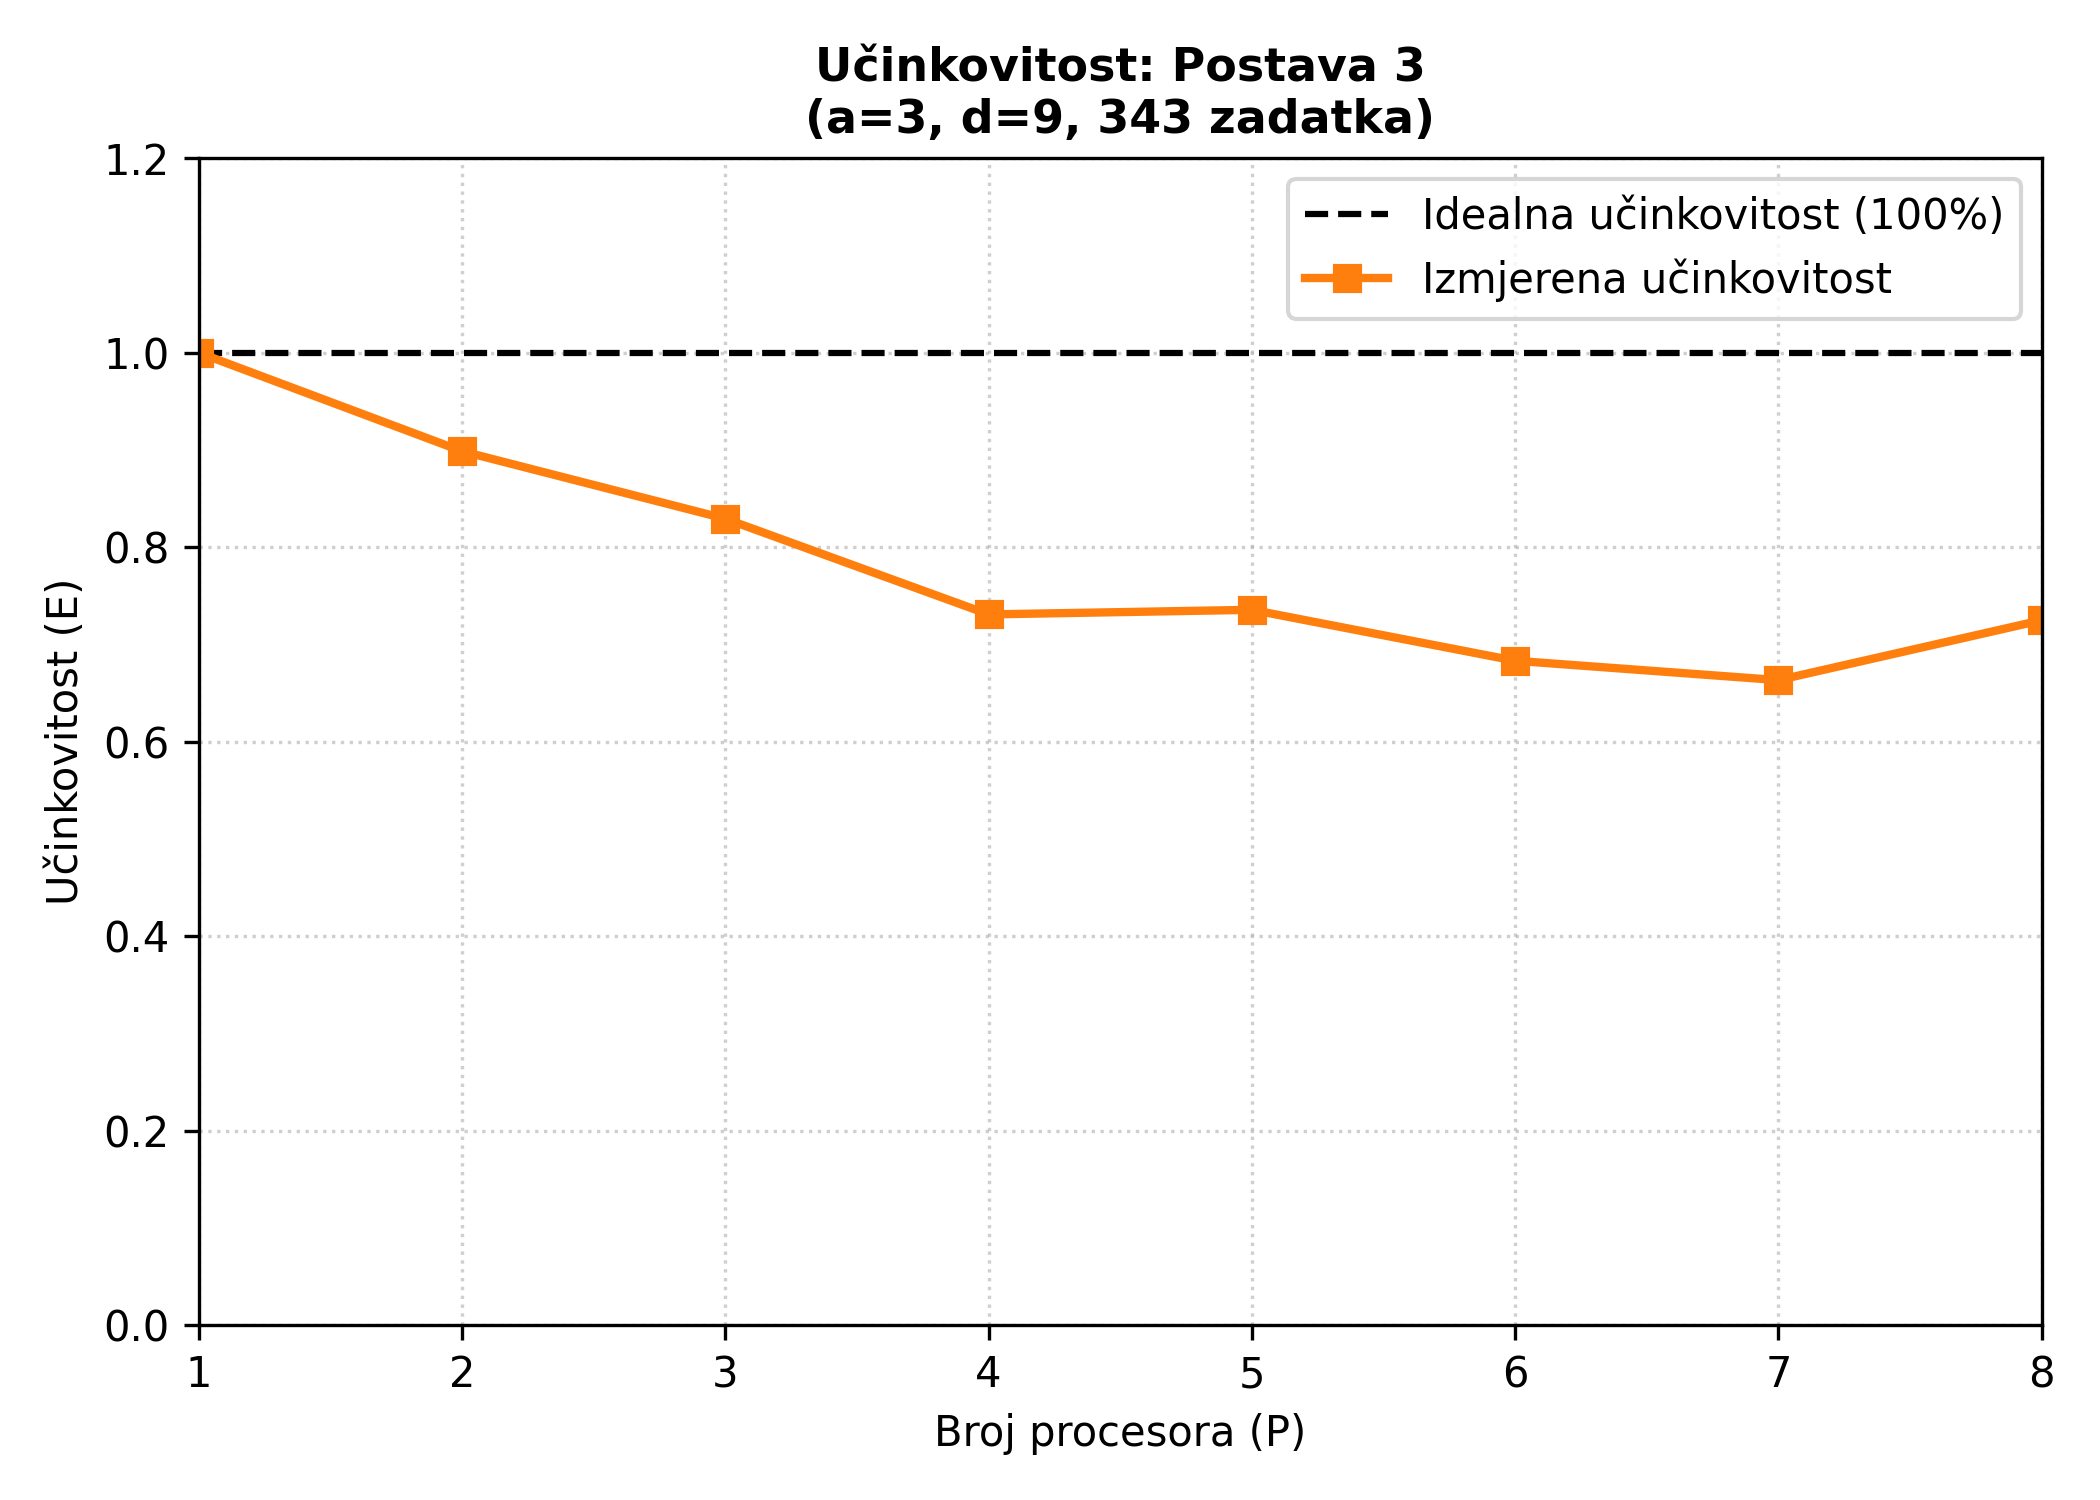 Učinkovitost: Postava 3
(a=3, d=9, 343 zadatka)
Idealna učinkovitost (100%)
Izmjerena učinkovitost
Učinkovitost (E)
1.2
1.0
0.8
0.6
0.4
0.2
0.0
1 2 3 4 5 6 7 8
Broj procesora (P)